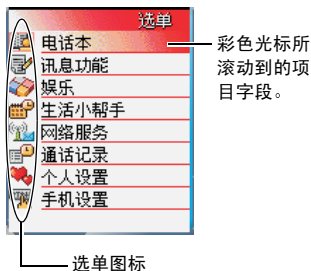 选单
电话本
讯息功能
娱乐
生活小帮手
网络服务
通话记录
个人设置
手机设置
彩色光标所
滚动到的项
目字段。
选单图标